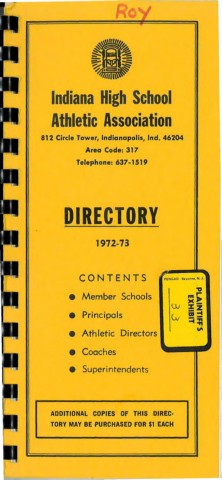 ROY
Indiana High School
Athletic Association
812 Circle Tower, Indianapolis, Ind. 46204
Area Code: 317
Telephone: 637-1519
DIRECTORY
1972-73
CONTENTS
● Member Schools
● Principals
● Athletic Directors
● Coaches
● Superintendents
PLAINTIFF'S
EXHIBIT
33
ADDITIONAL COPIES OF THIS DIREC-
TORY MAY BE PURCHASED FOR $1 EACH